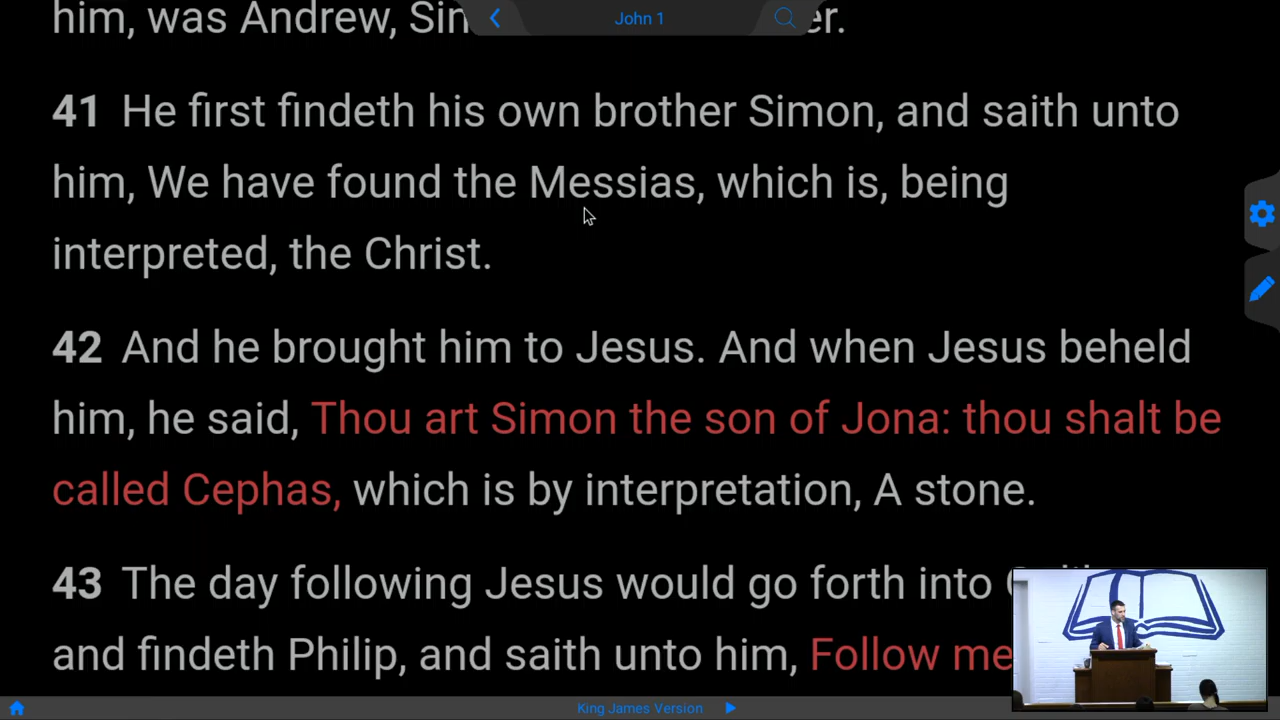 him, was Andrew, Sin er.
John 1
41 He first findeth his own brother Simon, and saith unto
him, We have found the Messias, which is, being
interpreted, the Christ.
42 And he brought him to Jesus. And when Jesus beheld
him, he said, Thou art Simon the son of Jona: thou shalt be
called Cephas, which is by interpretation, A stone.
43 The day following Jesus would go forth into
and findeth Philip, and saith unto him, Follow me
King James Version